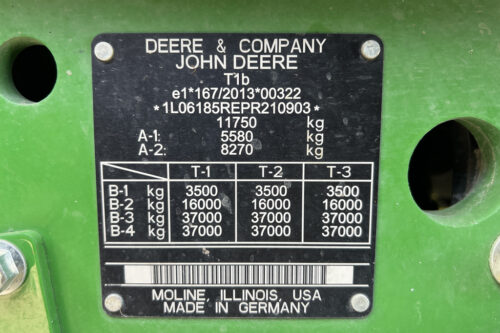 DEERE & COMPANY
JOHN DEERE
T1b
e1*167/2013*00322
*1L06185REPR210903*
11750 kg
A-1: 5580 kg
A-2: 8270 kg
T-1 T-2 T-3
B-1 kg 3500 3500 3500
B-2 kg 16000 16000 16000
B-3 kg 37000 37000 37000
B-4 kg 37000 37000 37000
MOLINE, ILLINOIS, USA
MADE IN GERMANY